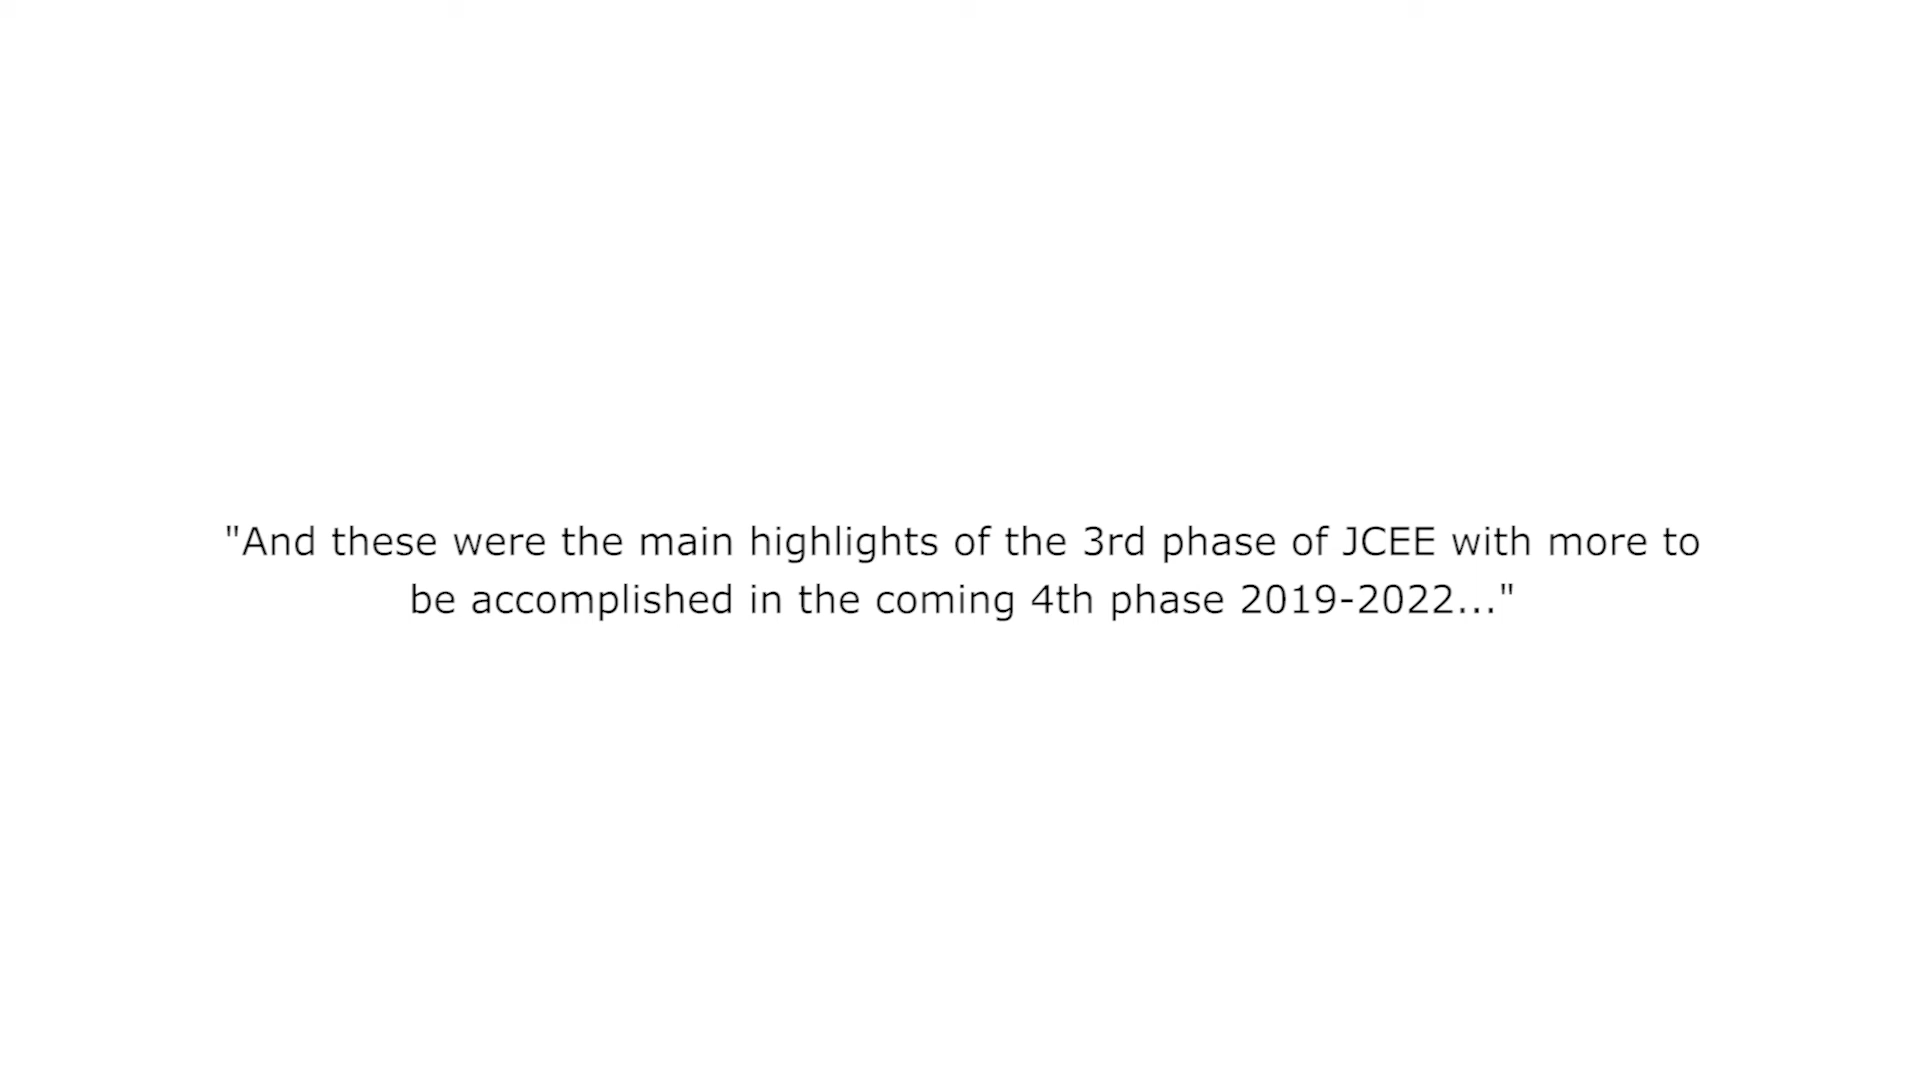 "And these were the main highlights of the 3rd phase of JCEE with more to
be accomplished in the coming 4th phase 2019-2022..."